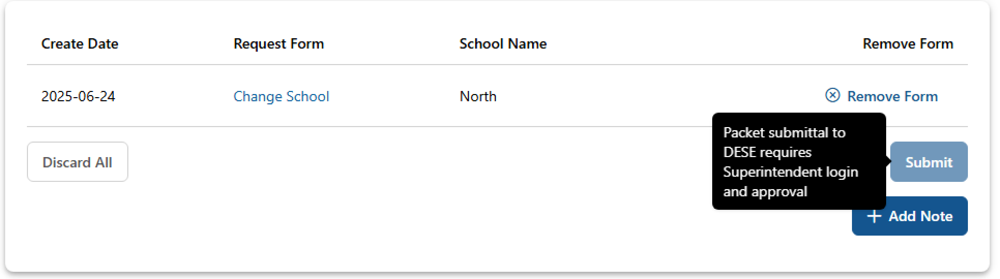 Create Date Request Form School Name Remove Form
2025-06-24 Change School North Remove Form
Packet submittal to
DESE requires
Superintendent login
and approval
Discard All Submit
Add Note